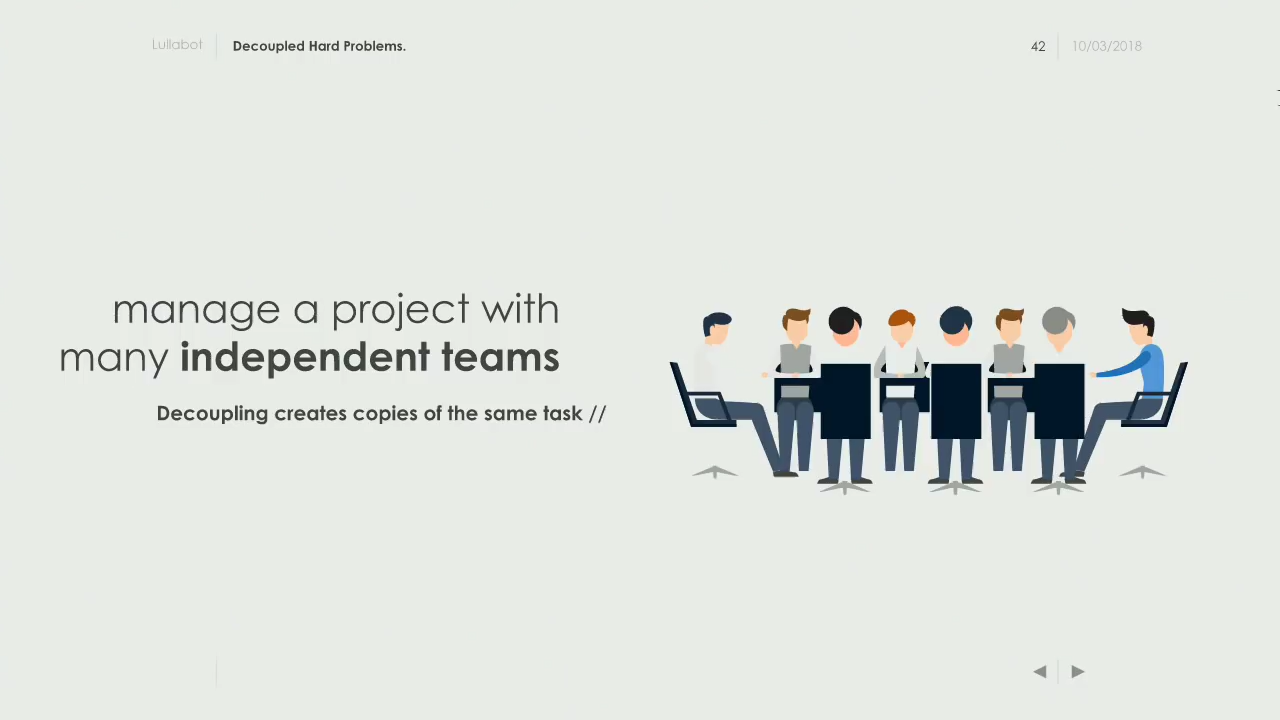 Lullabot
Decoupled Hard Problems.
42
10/03/2018
manage a project with
many independent teams
Decoupling creates copies of the same task //